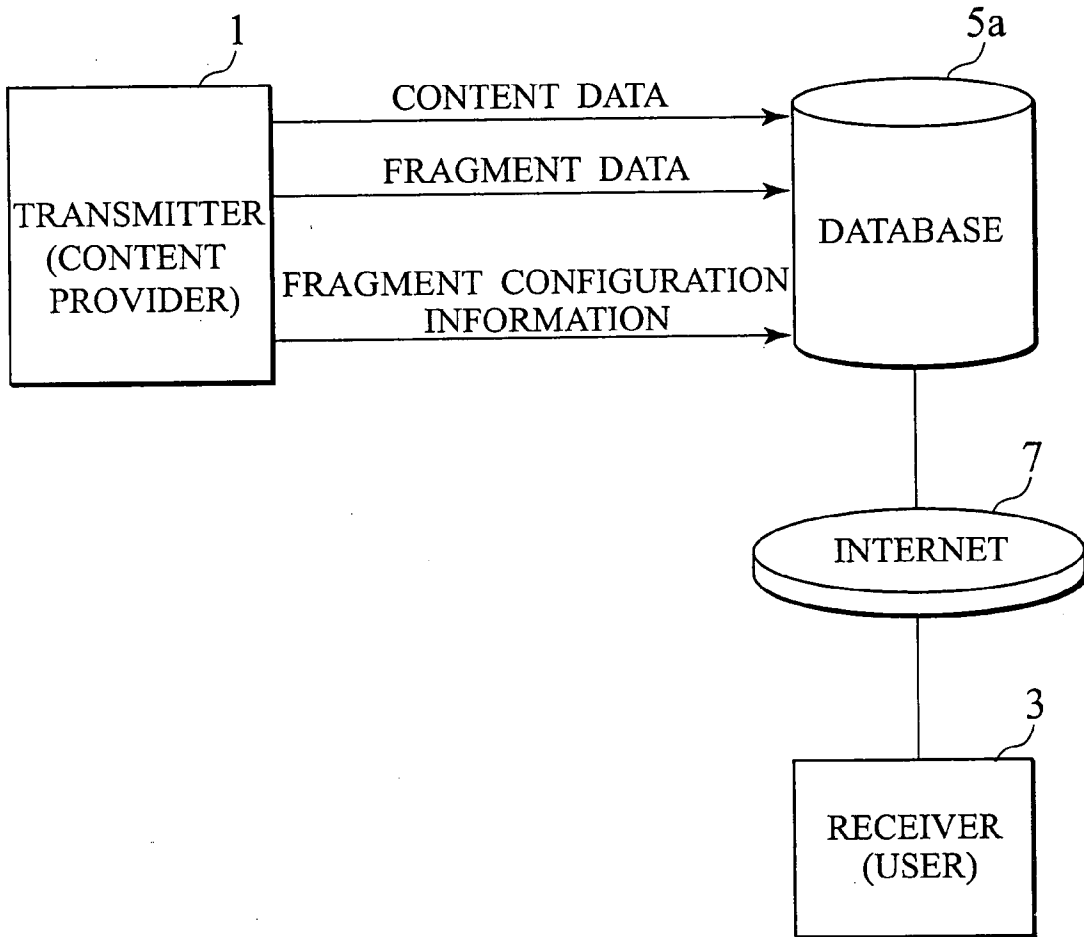 1
5a
CONTENT DATA
FRAGMENT DATA
TRANSMITTER
(CONTENT
PROVIDER)
DATABASE
FRAGMENT CONFIGURATION
INFORMATION
7
INTERNET
3
RECEIVER
(USER)